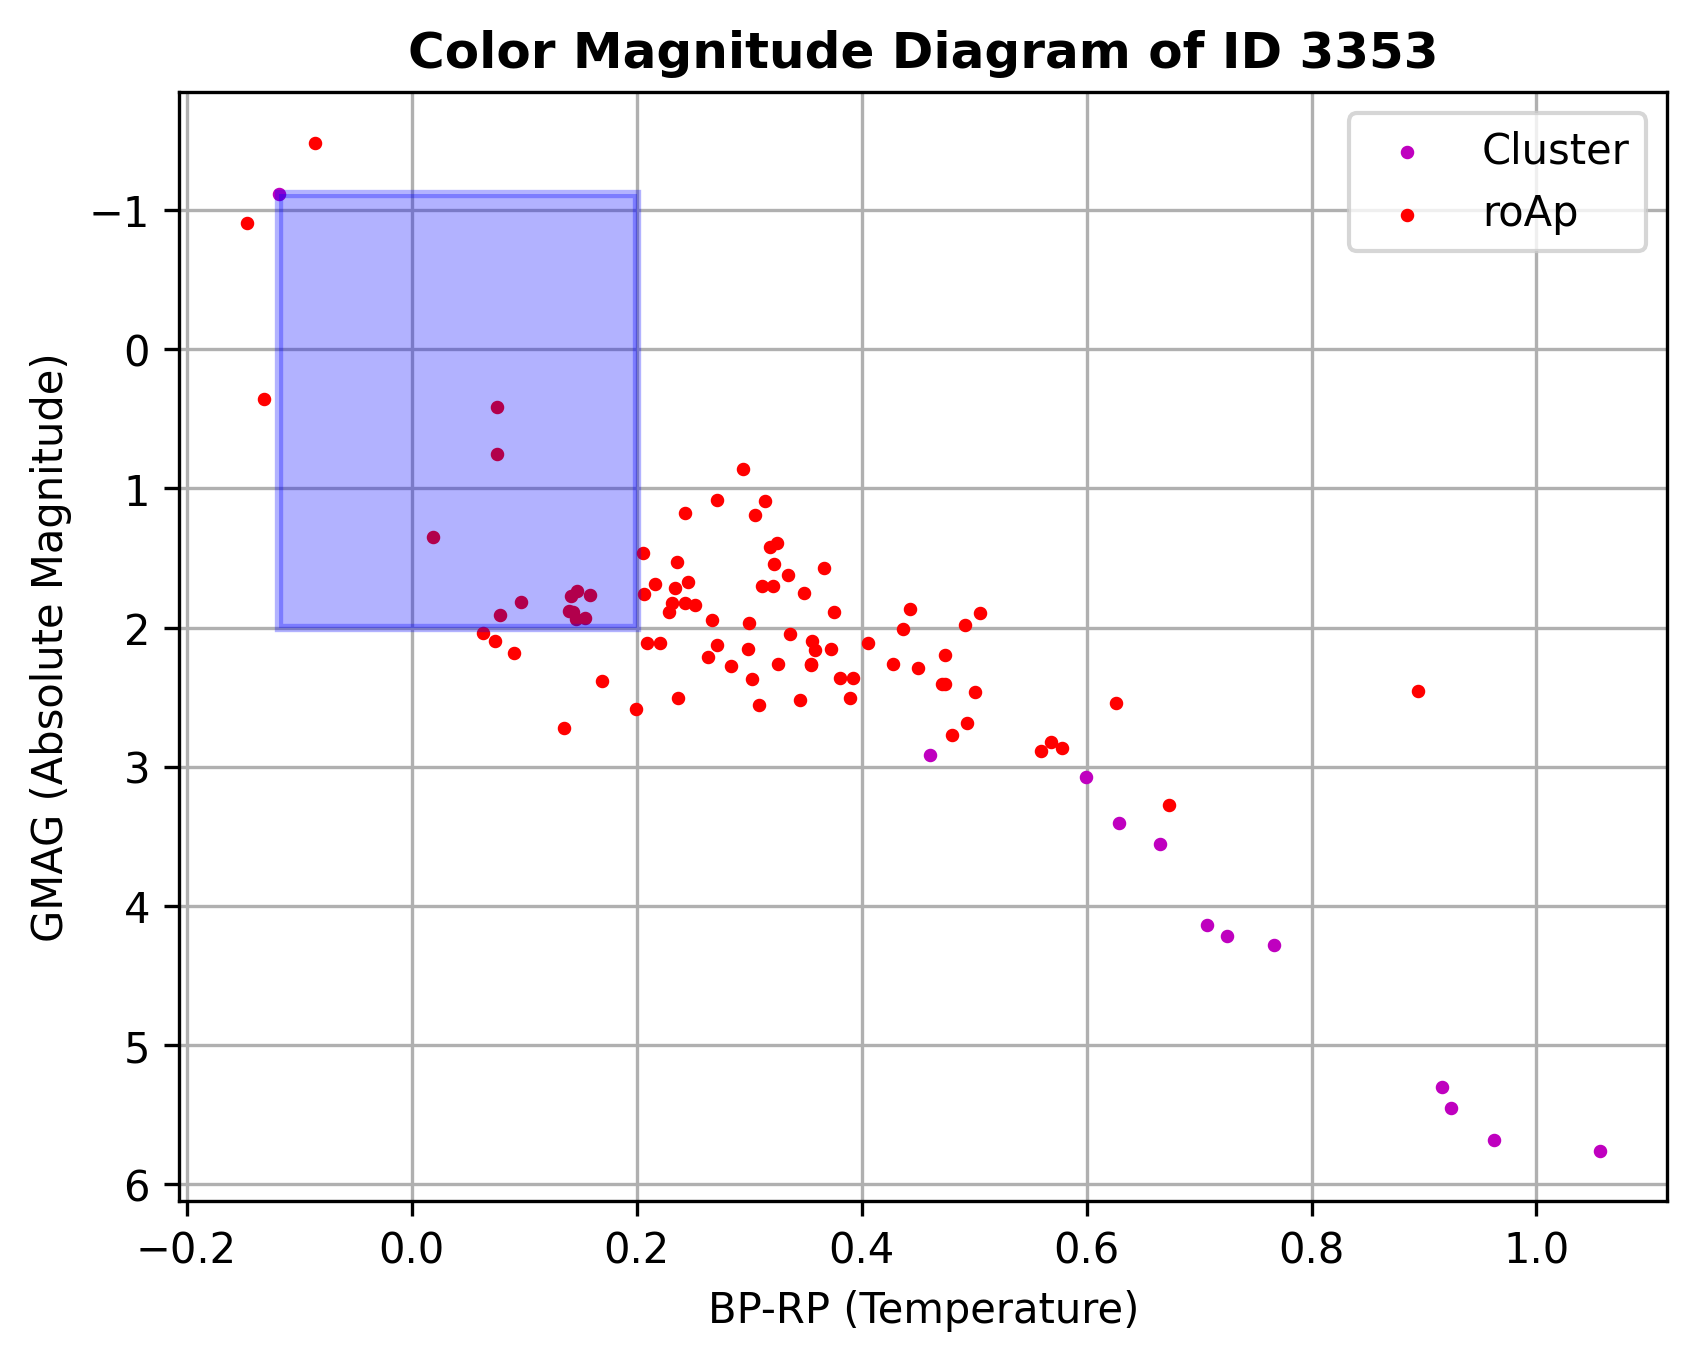 Color Magnitude Diagram of ID 3353
Cluster
roAp
−1
0
1
2
3
4
5
6
GMAG (Absolute Magnitude)
−0.2 0.0 0.2 0.4 0.6 0.8 1.0
BP-RP (Temperature)